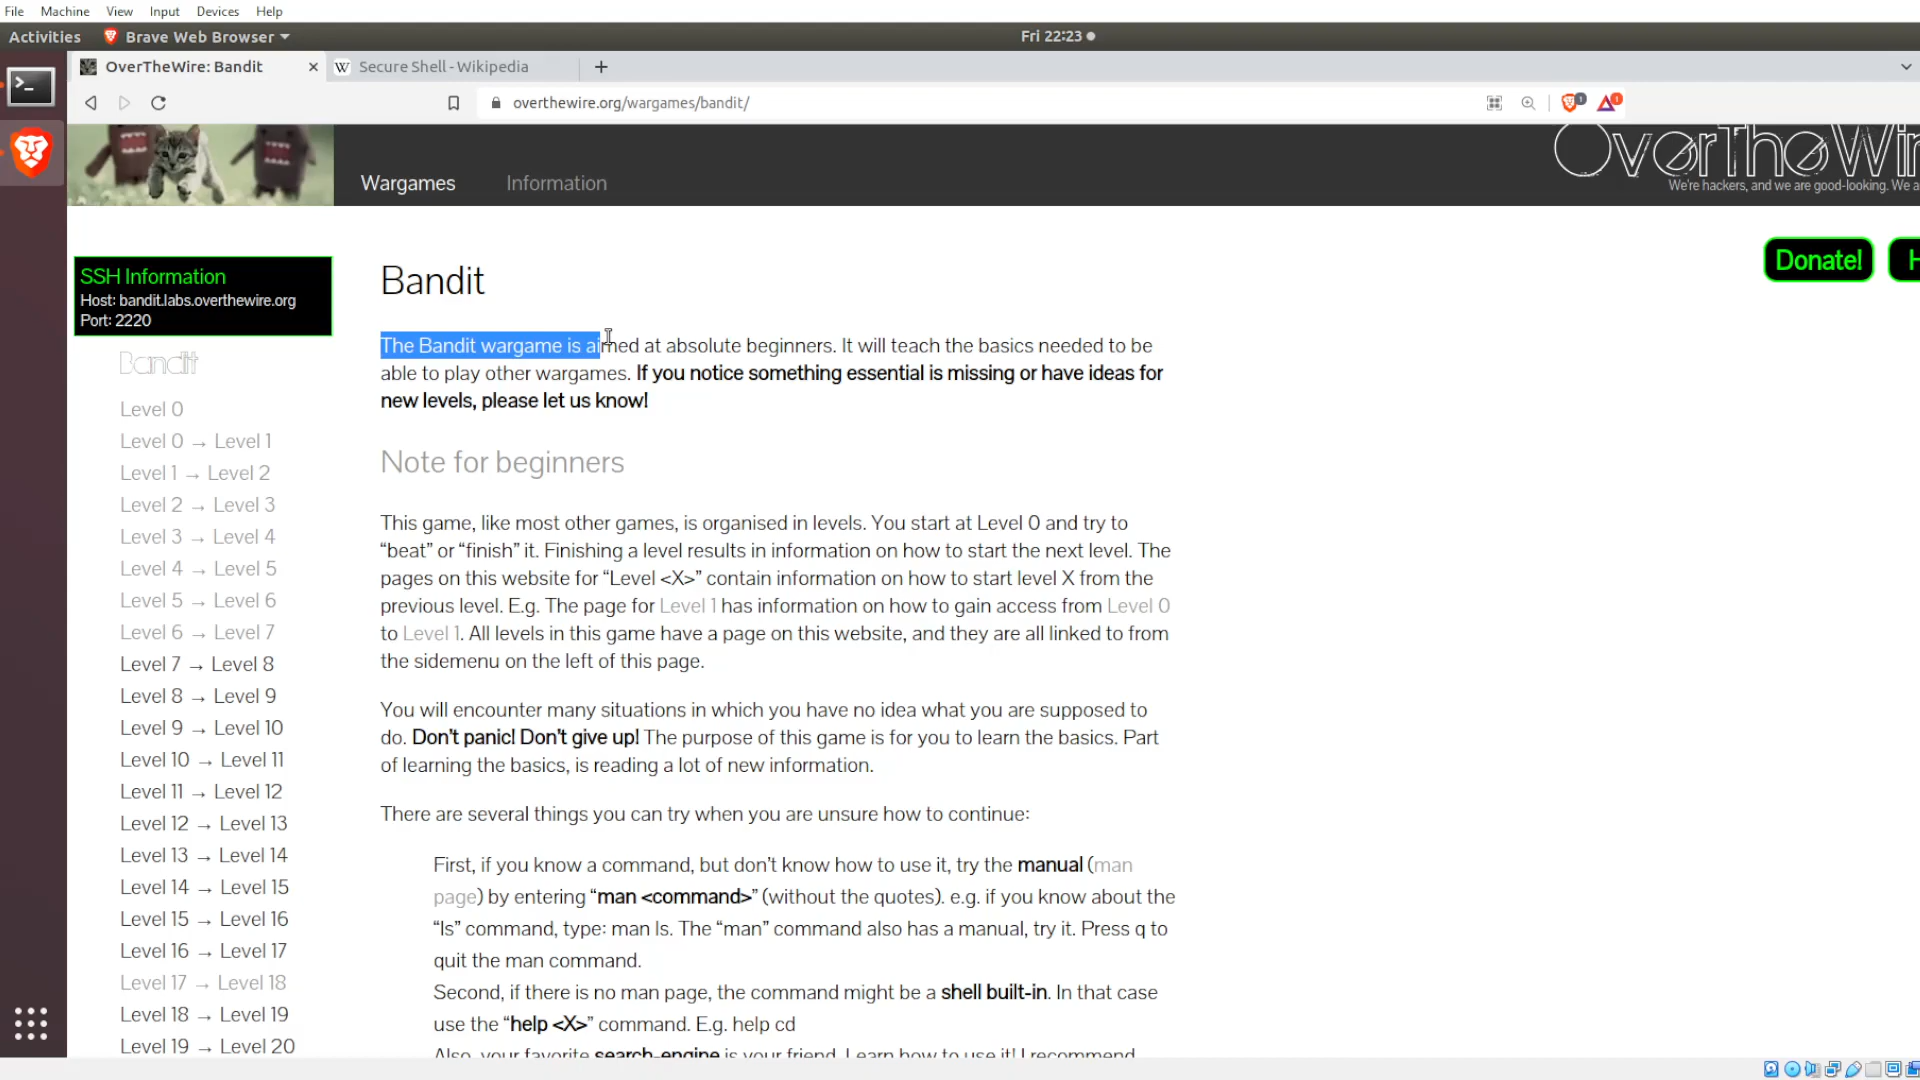 File Machine View Input Devices Help
Activities Brave Web Browser Fri 22:23
OverTheWire: Bandit Secure Shell - Wikipedia
overthewire.org/wargames/bandit/
Wargames Information
OverTheWir
We're hackers, and we are good-looking. We a
Donate! H
SSH Information
Host: bandit.labs.overthewire.org
Port: 2220
Bandit
Level 0
Level 0 → Level 1
Level 1 → Level 2
Level 2 → Level 3
Level 3 → Level 4
Level 4 → Level 5
Level 5 → Level 6
Level 6 → Level 7
Level 7 → Level 8
Level 8 → Level 9
Level 9 → Level 10
Level 10 → Level 11
Level 11 → Level 12
Level 12 → Level 13
Level 13 → Level 14
Level 14 → Level 15
Level 15 → Level 16
Level 16 → Level 17
Level 17 → Level 18
Level 18 → Level 19
Level 19 → Level 20
Bandit
The Bandit wargame is aimed at absolute beginners. It will teach the basics needed to be
able to play other wargames. If you notice something essential is missing or have ideas for
new levels, please let us know!
Note for beginners
This game, like most other games, is organised in levels. You start at Level 0 and try to
“beat” or “finish” it. Finishing a level results in information on how to start the next level. The
pages on this website for “Level <X>” contain information on how to start level X from the
previous level. E.g. The page for Level 1 has information on how to gain access from Level 0
to Level 1. All levels in this game have a page on this website, and they are all linked to from
the sidemenu on the left of this page.
You will encounter many situations in which you have no idea what you are supposed to
do. Don’t panic! Don’t give up! The purpose of this game is for you to learn the basics. Part
of learning the basics, is reading a lot of new information.
There are several things you can try when you are unsure how to continue:
First, if you know a command, but don’t know how to use it, try the manual (man
page) by entering “man <command>” (without the quotes). e.g. if you know about the
“ls” command, type: man ls. The “man” command also has a manual, try it. Press q to
quit the man command.
Second, if there is no man page, the command might be a shell built-in. In that case
use the “help <X>” command. E.g. help cd
Also, your favorite search-engine is your friend. Learn how to use it! I recommend